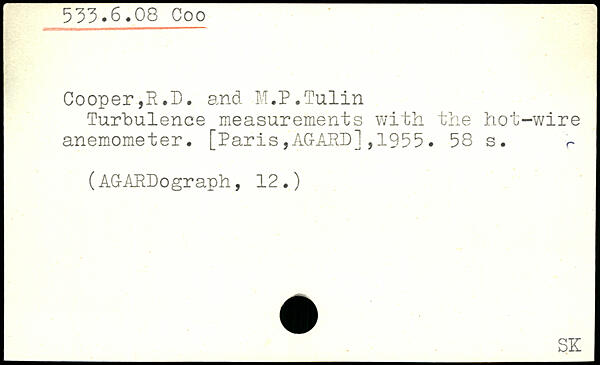 533.6.08 Coo
Cooper,R.D. and M.P.Tulin
Turbulence measurements with the hot-wire
anemometer. [Paris,AGARD],1955. 58 s.
(AGARDograph, 12.)
SK